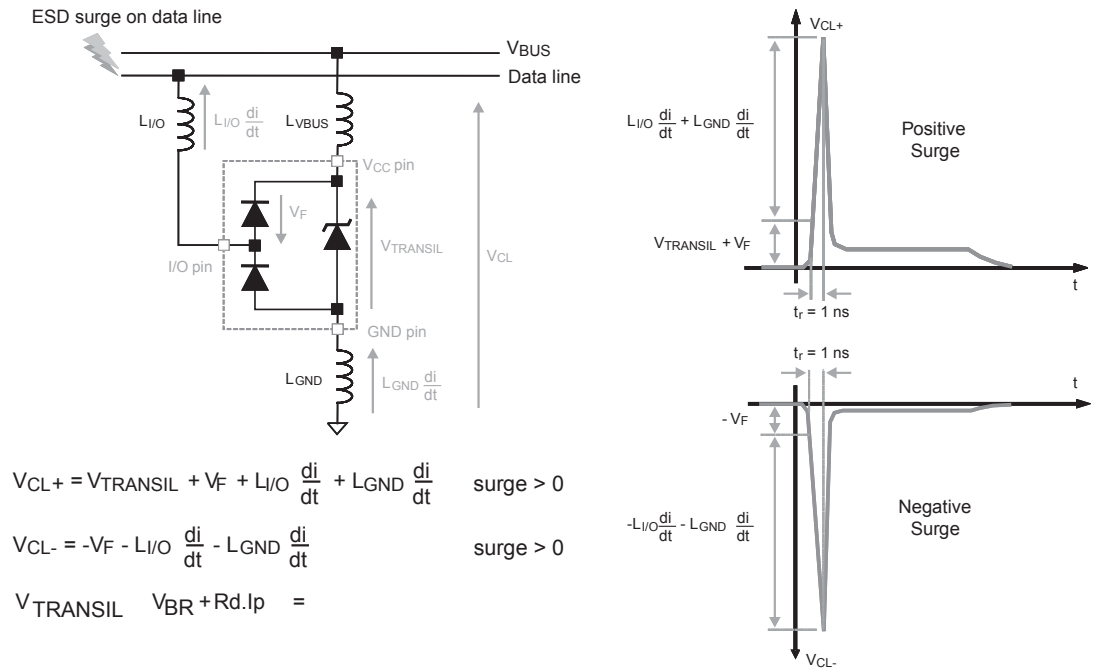 ESD surge on data line
VBUS
Data line
LI/O
LI/O di/dt
LVBUS
VCC pin
VF
VTRANSIL
VCL
I/O pin
GND pin
LGND
LGND di/dt
VCL+ = VTRANSIL + VF + LI/O di/dt + LGND di/dt surge > 0
VCL- = -VF - LI/O di/dt - LGND di/dt surge > 0
VTRANSIL VBR + Rd.Ip =
VCL+
LI/O di/dt + LGND di/dt
Positive
Surge
VTRANSIL + VF
t
tr = 1 ns
tr = 1 ns
t
- VF
-LI/O di/dt - LGND di/dt
Negative
Surge
VCL-